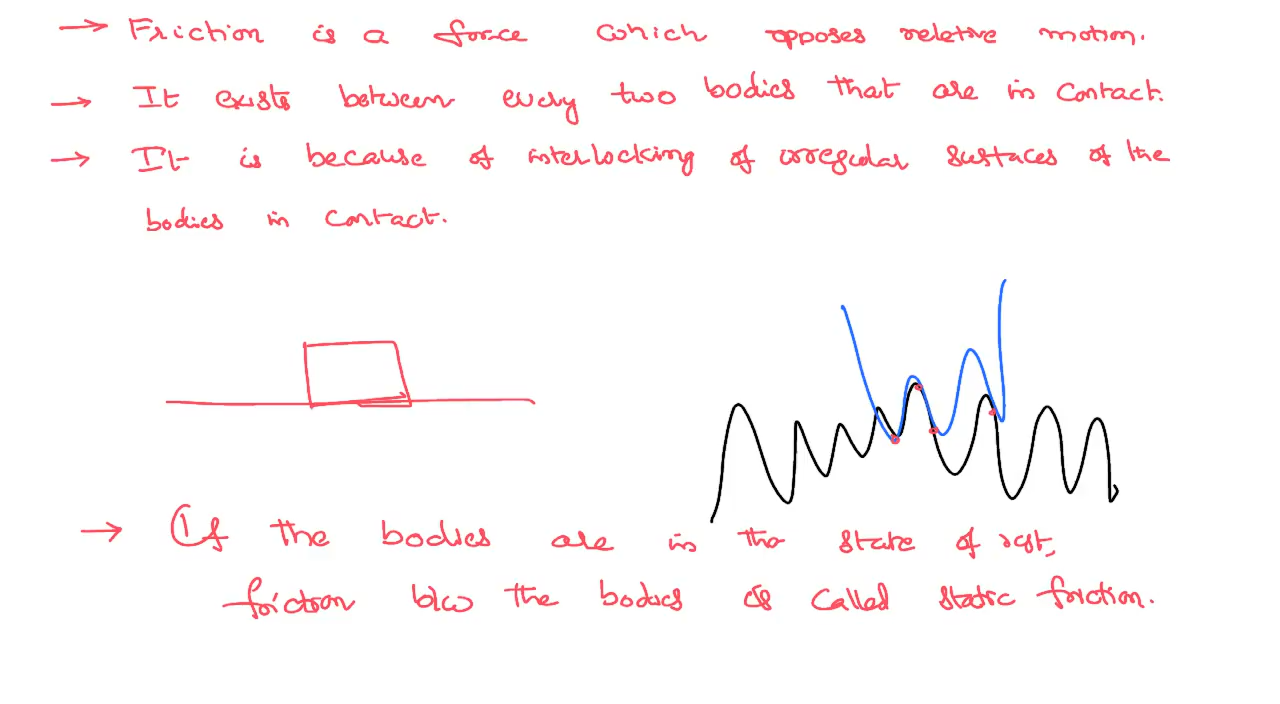 → Friction is a force which opposes relative motion.
→ It exists between every two bodies that are in contact.
→ It is because of interlocking of irregular surfaces of the
bodies in contact.
→ If the bodies are in the state of rest,
friction b/w the bodies is called static friction.